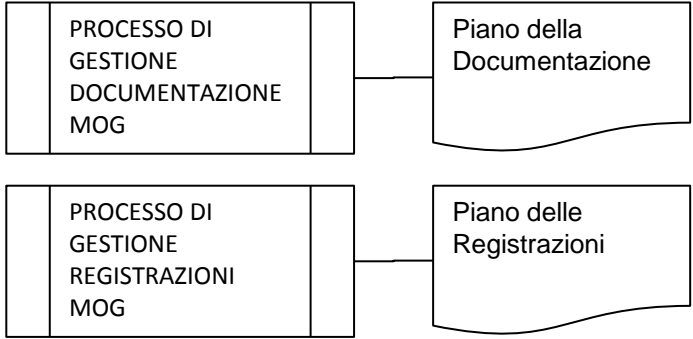 PROCESSO DI
GESTIONE
DOCUMENTAZIONE
MOG
Piano della
Documentazione
PROCESSO DI
GESTIONE
REGISTRAZIONI
MOG
Piano delle
Registrazioni